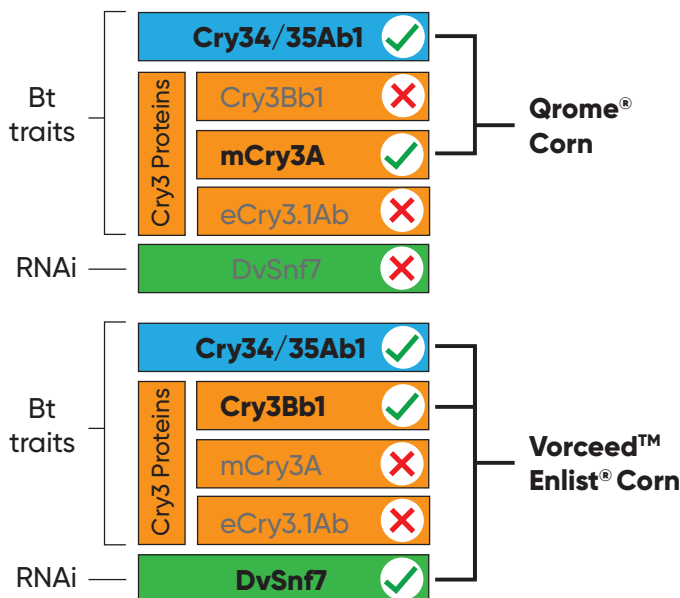 Cry34/35Ab1
Bt
traits
Cry3 Proteins
Cry3Bb1
mCry3A
eCry3.1Ab
Qrome®
Corn
RNAi
DvSnf7
Cry34/35Ab1
Bt
traits
Cry3 Proteins
Cry3Bb1
mCry3A
eCry3.1Ab
Vorceed™
Enlist® Corn
RNAi
DvSnf7